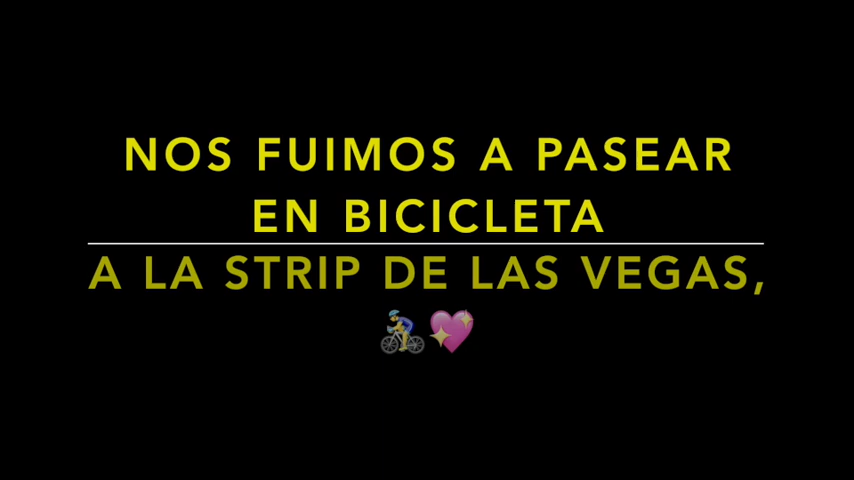 NOS FUIMOS A PASEAR
EN BICICLETA
A LA STRIP DE LAS VEGAS,
🚴💖